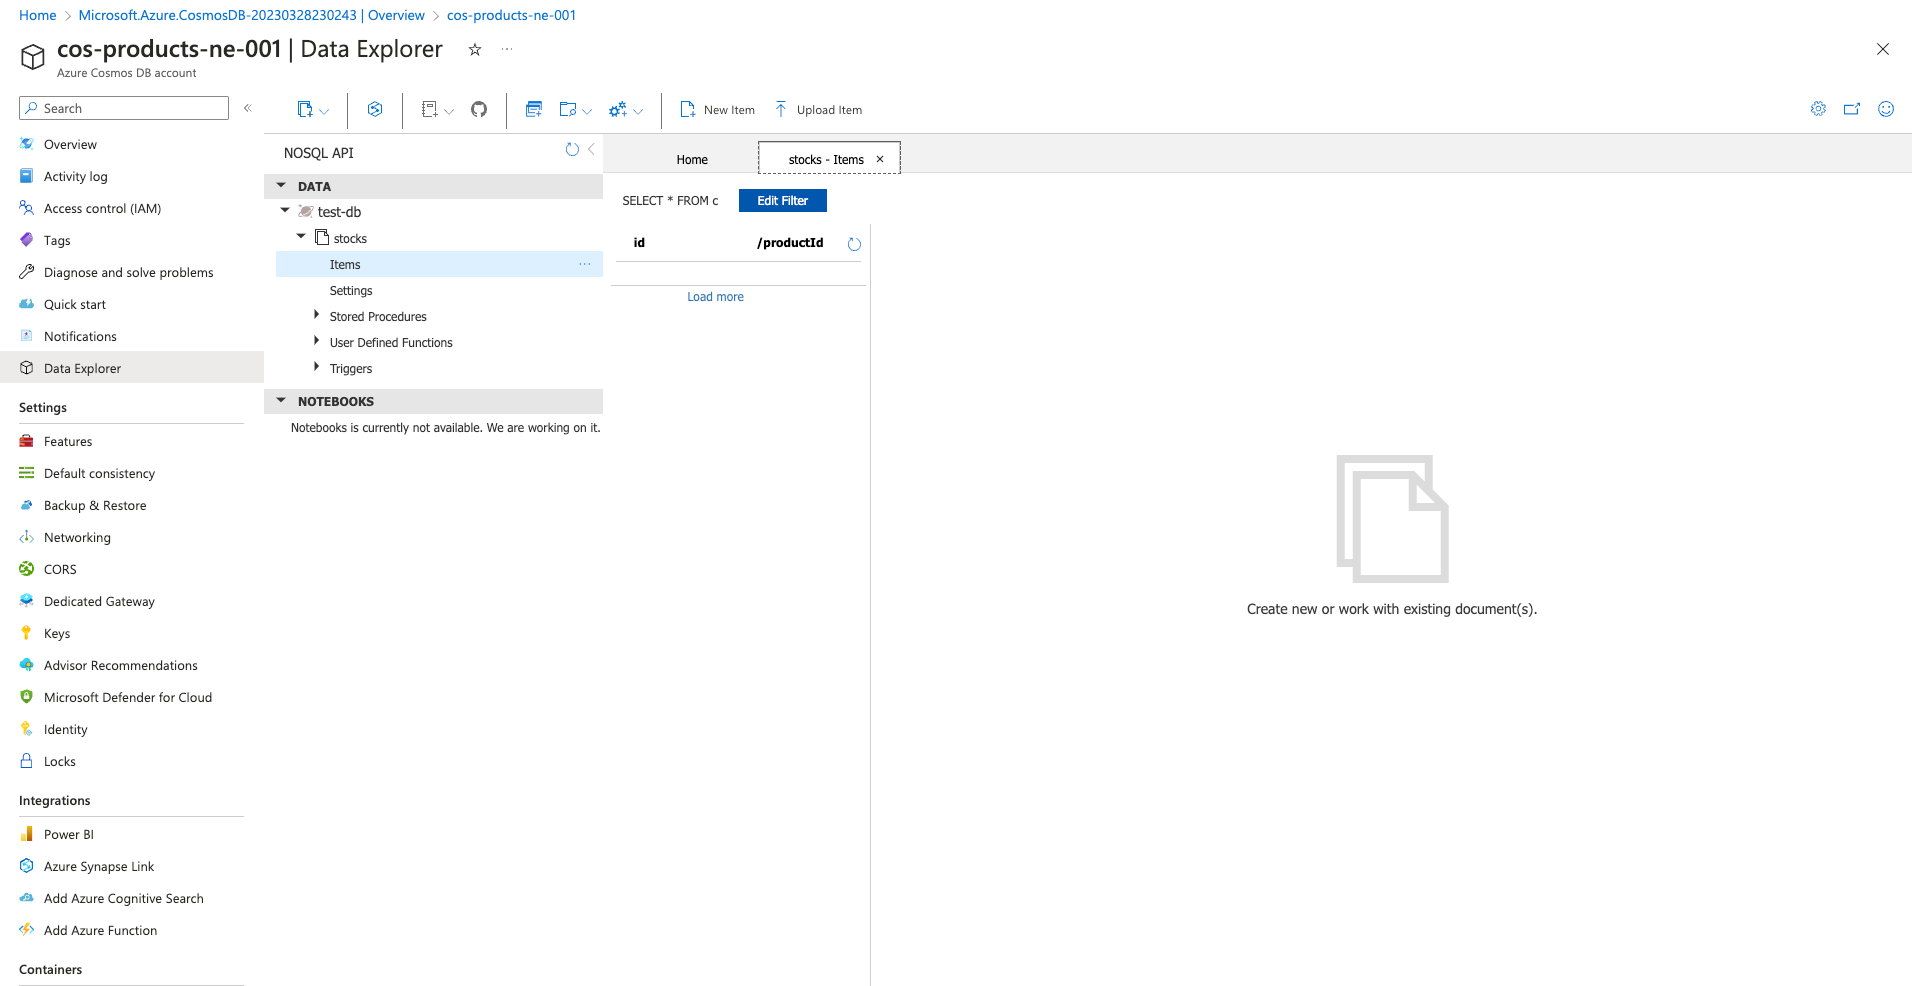 Home > Microsoft.Azure.CosmosDB-20230328230243 | Overview > cos-products-ne-001
cos-products-ne-001 | Data Explorer
Azure Cosmos DB account
Search
Overview
Activity log
Access control (IAM)
Tags
Diagnose and solve problems
Quick start
Notifications
Data Explorer
Settings
Features
Default consistency
Backup & Restore
Networking
CORS
Dedicated Gateway
Keys
Advisor Recommendations
Microsoft Defender for Cloud
Identity
Locks
Integrations
Power BI
Azure Synapse Link
Add Azure Cognitive Search
Add Azure Function
Containers
New Item Upload Item
NOSQL API
DATA
test-db
stocks
Items
Settings
Stored Procedures
User Defined Functions
Triggers
NOTEBOOKS
Notebooks is currently not available. We are working on it.
Home stocks - Items
SELECT * FROM c Edit Filter
id /productId
Load more
Create new or work with existing document(s).